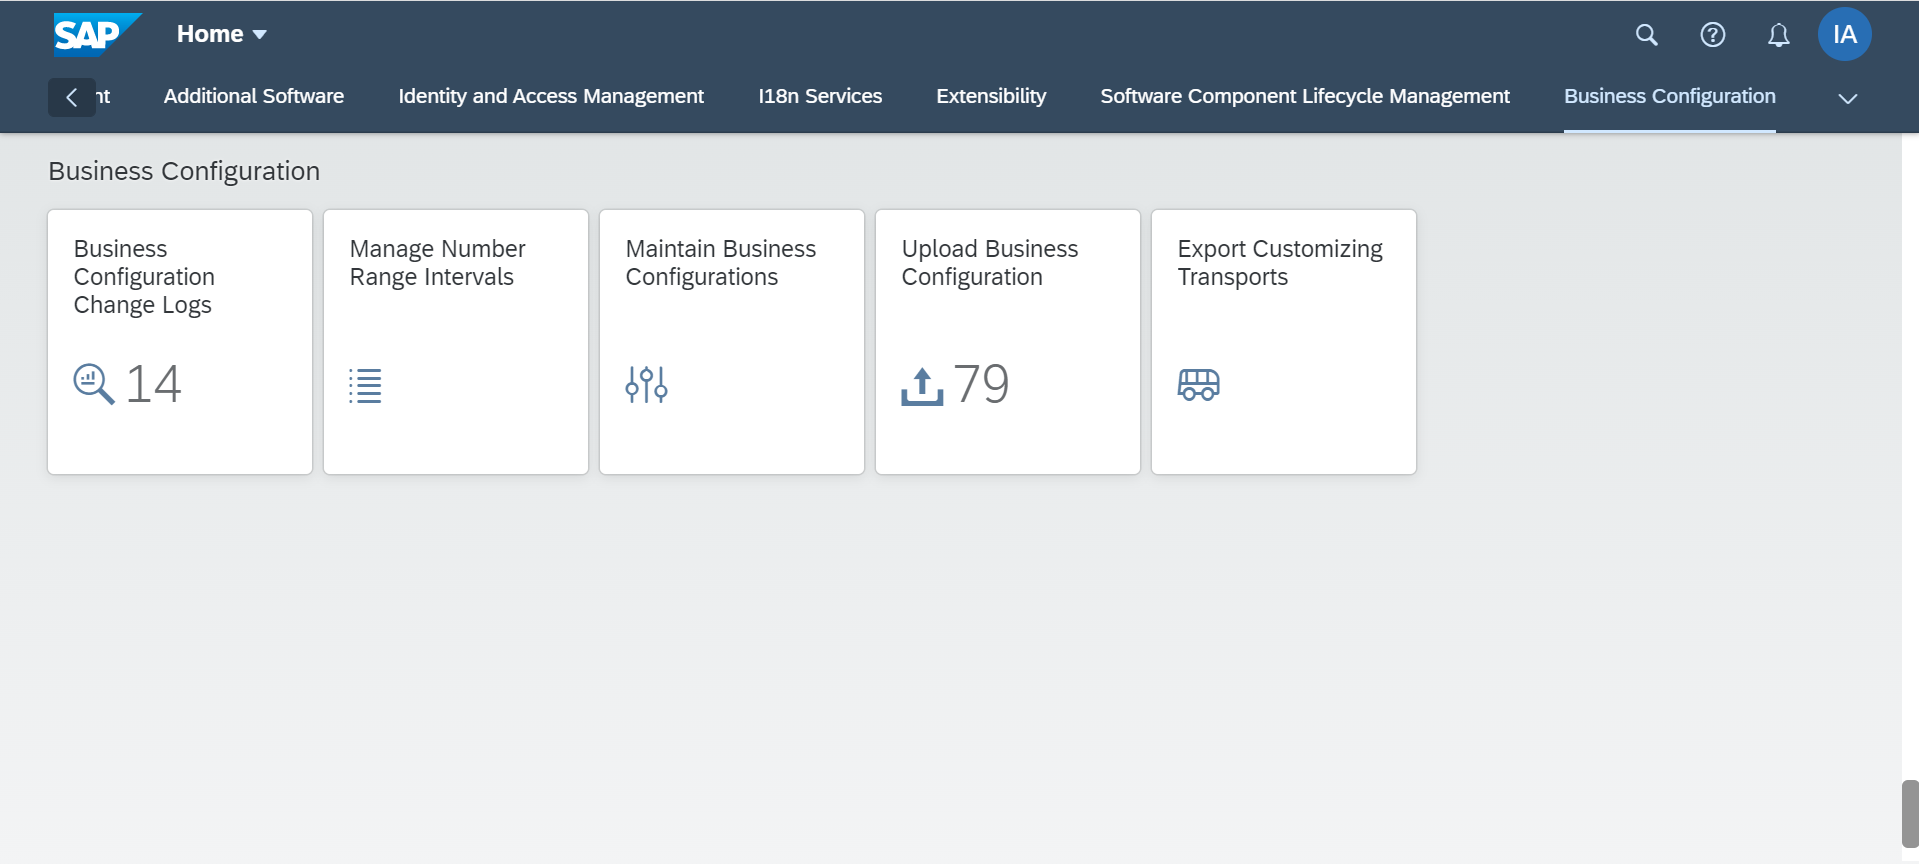 SAP
Home
IA
nt
Additional Software
Identity and Access Management
I18n Services
Extensibility
Software Component Lifecycle Management
Business Configuration
Business Configuration
Business
Configuration
Change Logs
14
Manage Number
Range Intervals
Maintain Business
Configurations
Upload Business
Configuration
79
Export Customizing
Transports